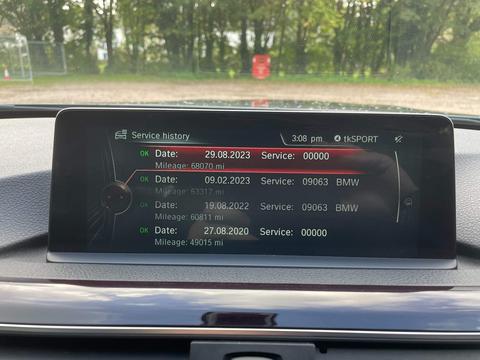 Service history
3:08 pm tkSPORT
OK Date: 29.08.2023 Service: 00000
Mileage: 68070 mi
OK Date: 09.02.2023 Service: 09063 BMW
Mileage: 63317 mi
OK Date: 19.08.2022 Service: 09063 BMW
Mileage: 60811 mi
OK Date: 27.08.2020 Service: 00000
Mileage: 49015 mi